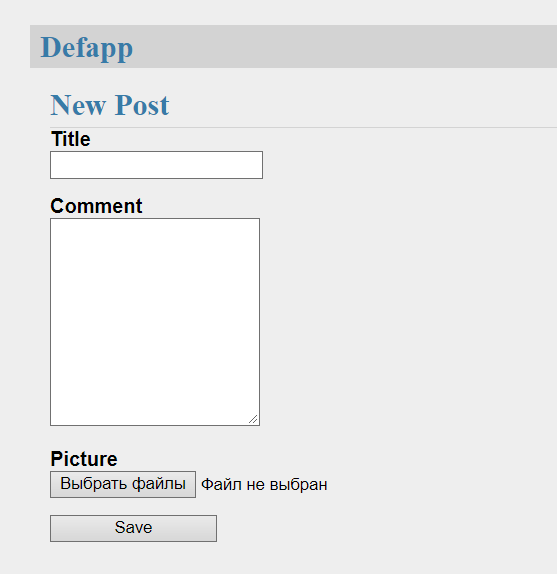 Defapp
New Post
Title
Comment
Picture
Выбрать файлы Файл не выбран
Save